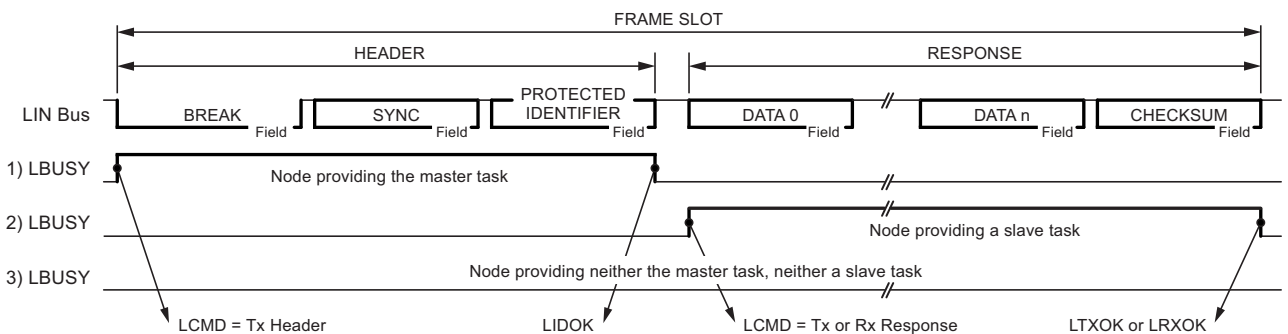 FRAME SLOT
HEADER
RESPONSE
LIN Bus
BREAK
Field
SYNC
Field
PROTECTED
IDENTIFIER
Field
DATA 0
Field
DATA n
Field
CHECKSUM
Field
1) LBUSY
Node providing the master task
2) LBUSY
Node providing a slave task
3) LBUSY
Node providing neither the master task, neither a slave task
LCMD = Tx Header
LIDOK
LCMD = Tx or Rx Response
LTXOK or LRXOK